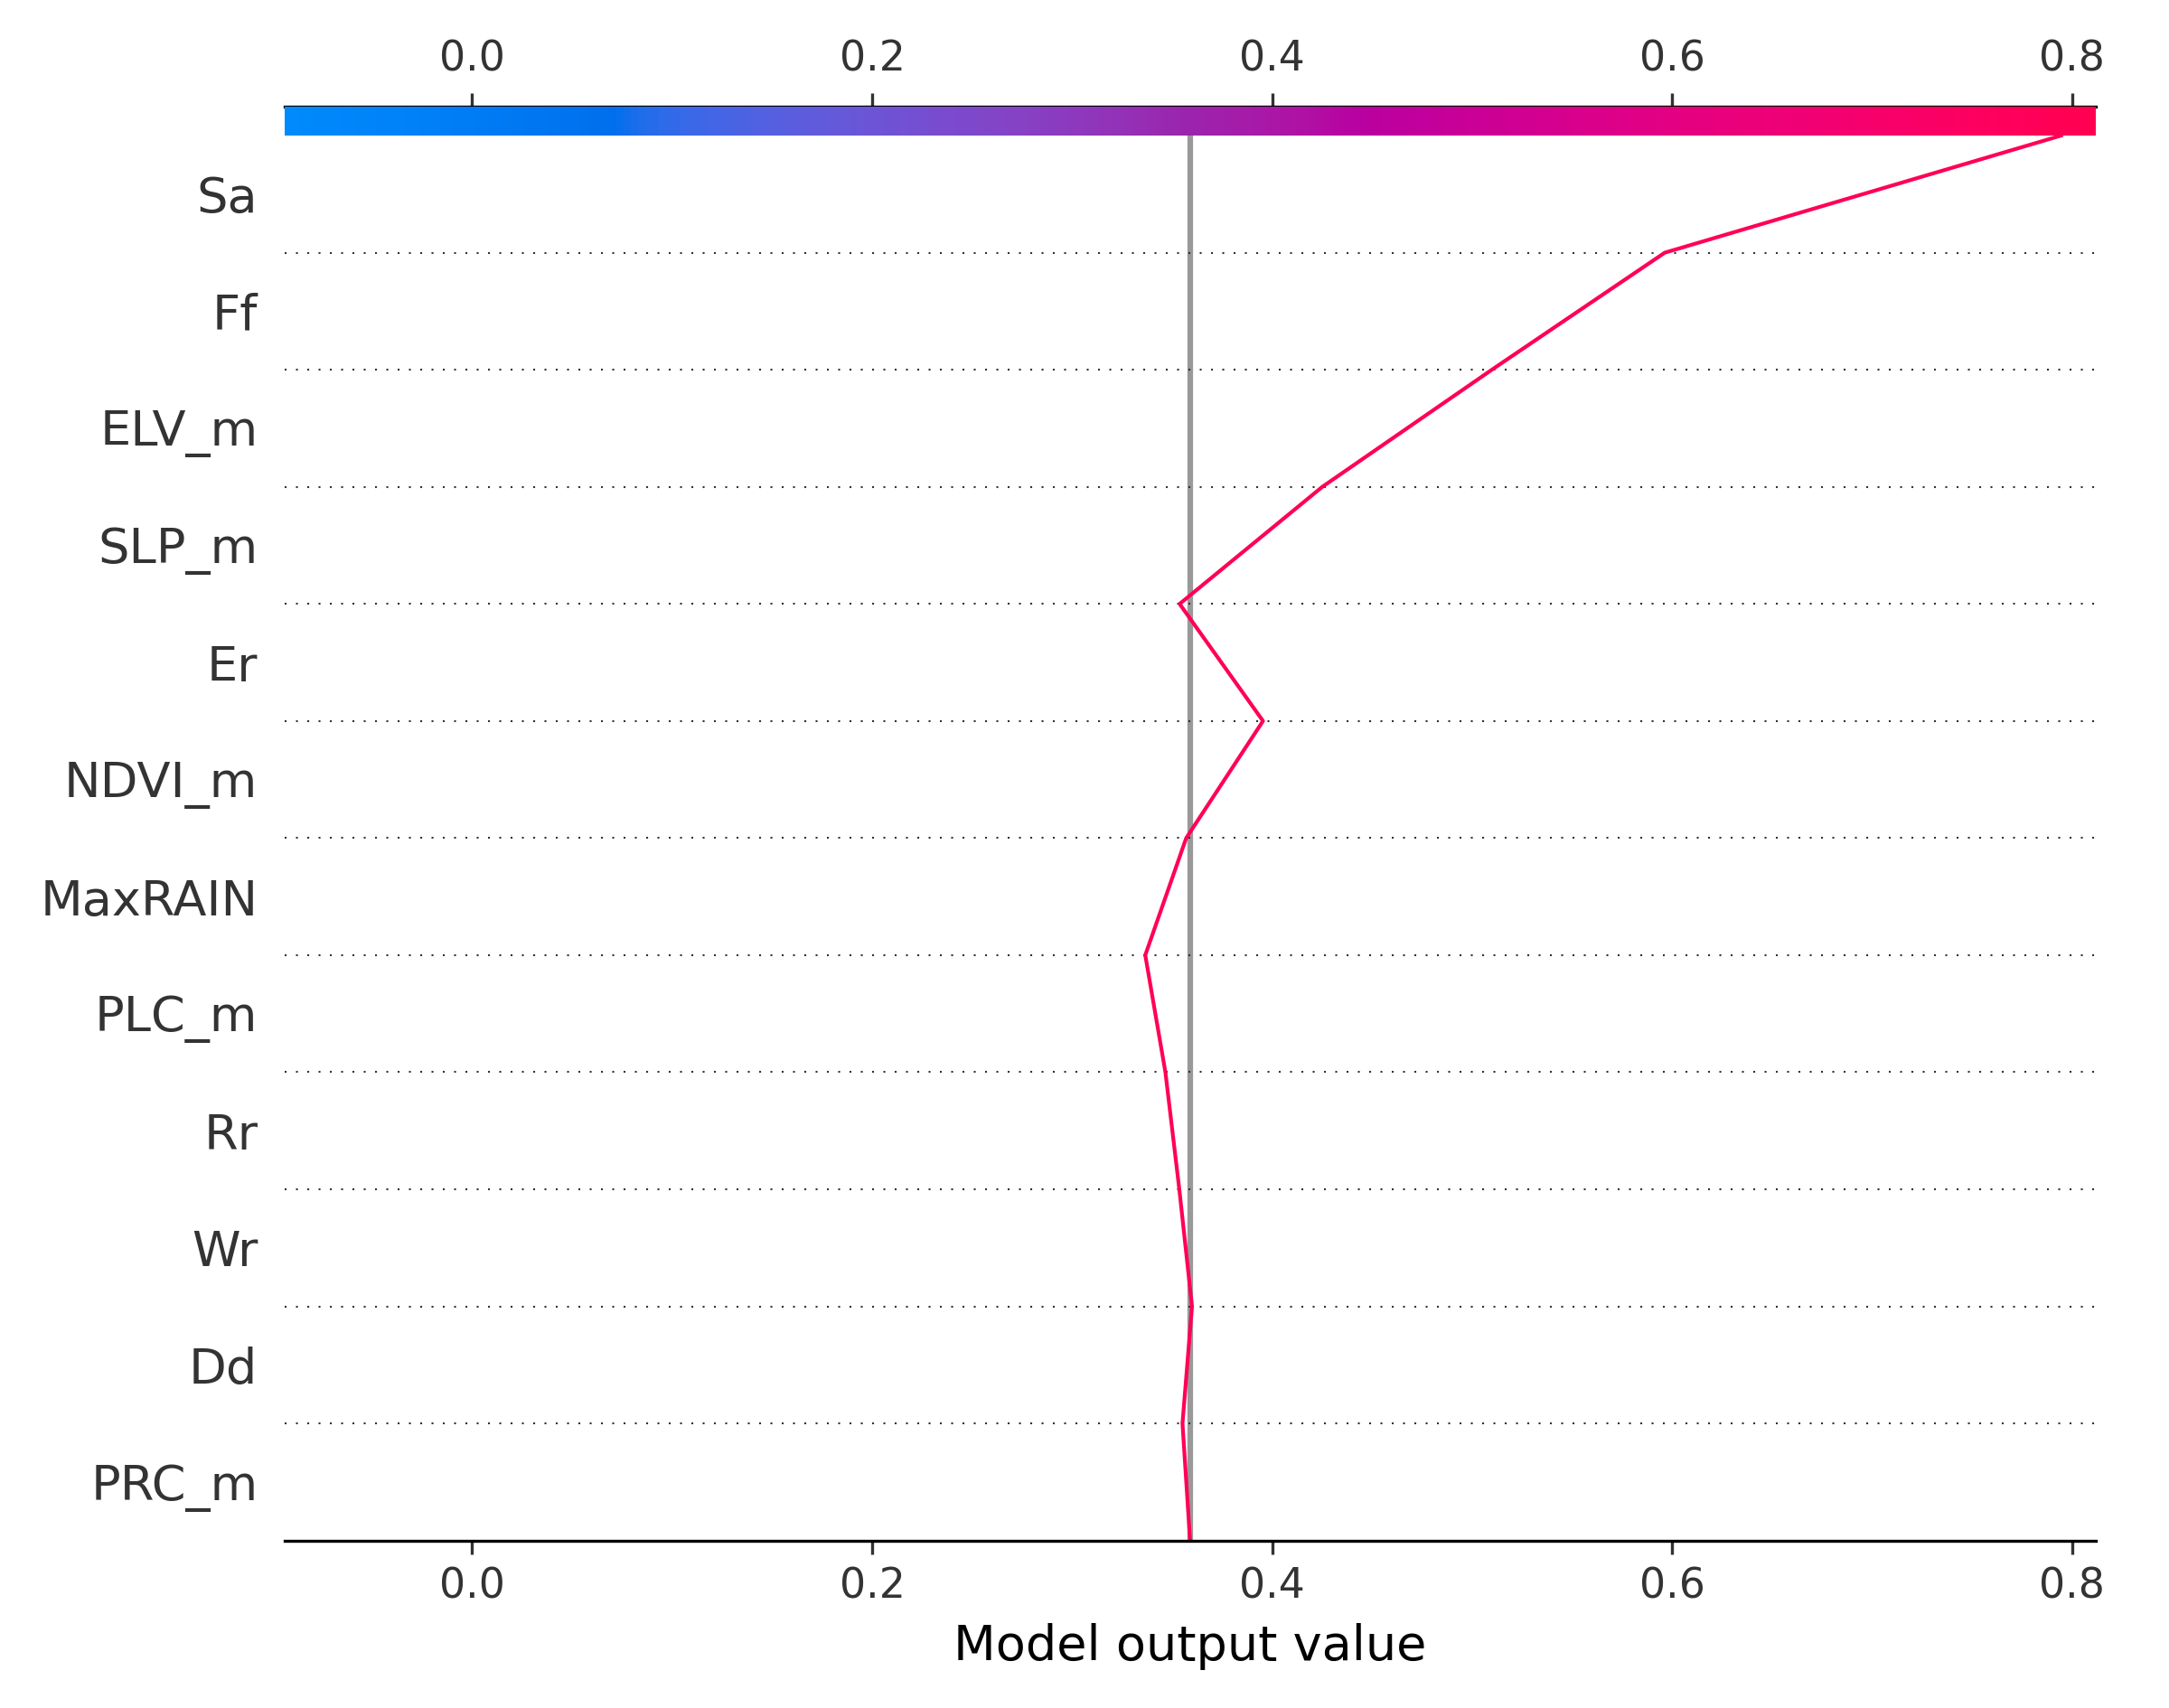 0.0 0.2 0.4 0.6 0.8
Sa
Ff
ELV_m
SLP_m
Er
NDVI_m
MaxRAIN
PLC_m
Rr
Wr
Dd
PRC_m
0.0 0.2 0.4 0.6 0.8
Model output value